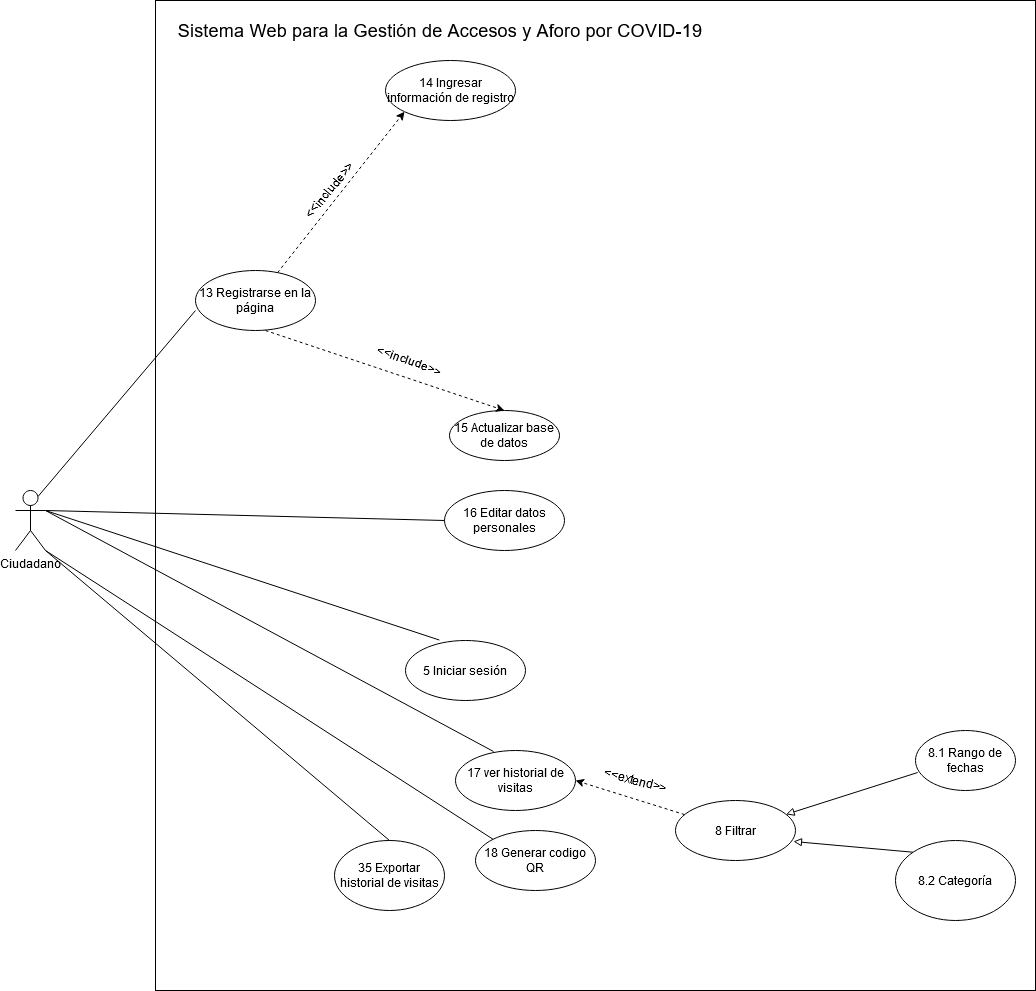 Sistema Web para la Gestión de Accesos y Aforo por COVID-19
14 Ingresar
información de registro
<<include>>
13 Registrarse en la
página
<<include>>
15 Actualizar base
de datos
16 Editar datos
personales
Ciudadano
5 Iniciar sesión
17 ver historial de
visitas
<<extend>>
8.1 Rango de
fechas
8 Filtrar
18 Generar codigo
QR
35 Exportar
historial de visitas
8.2 Categoría